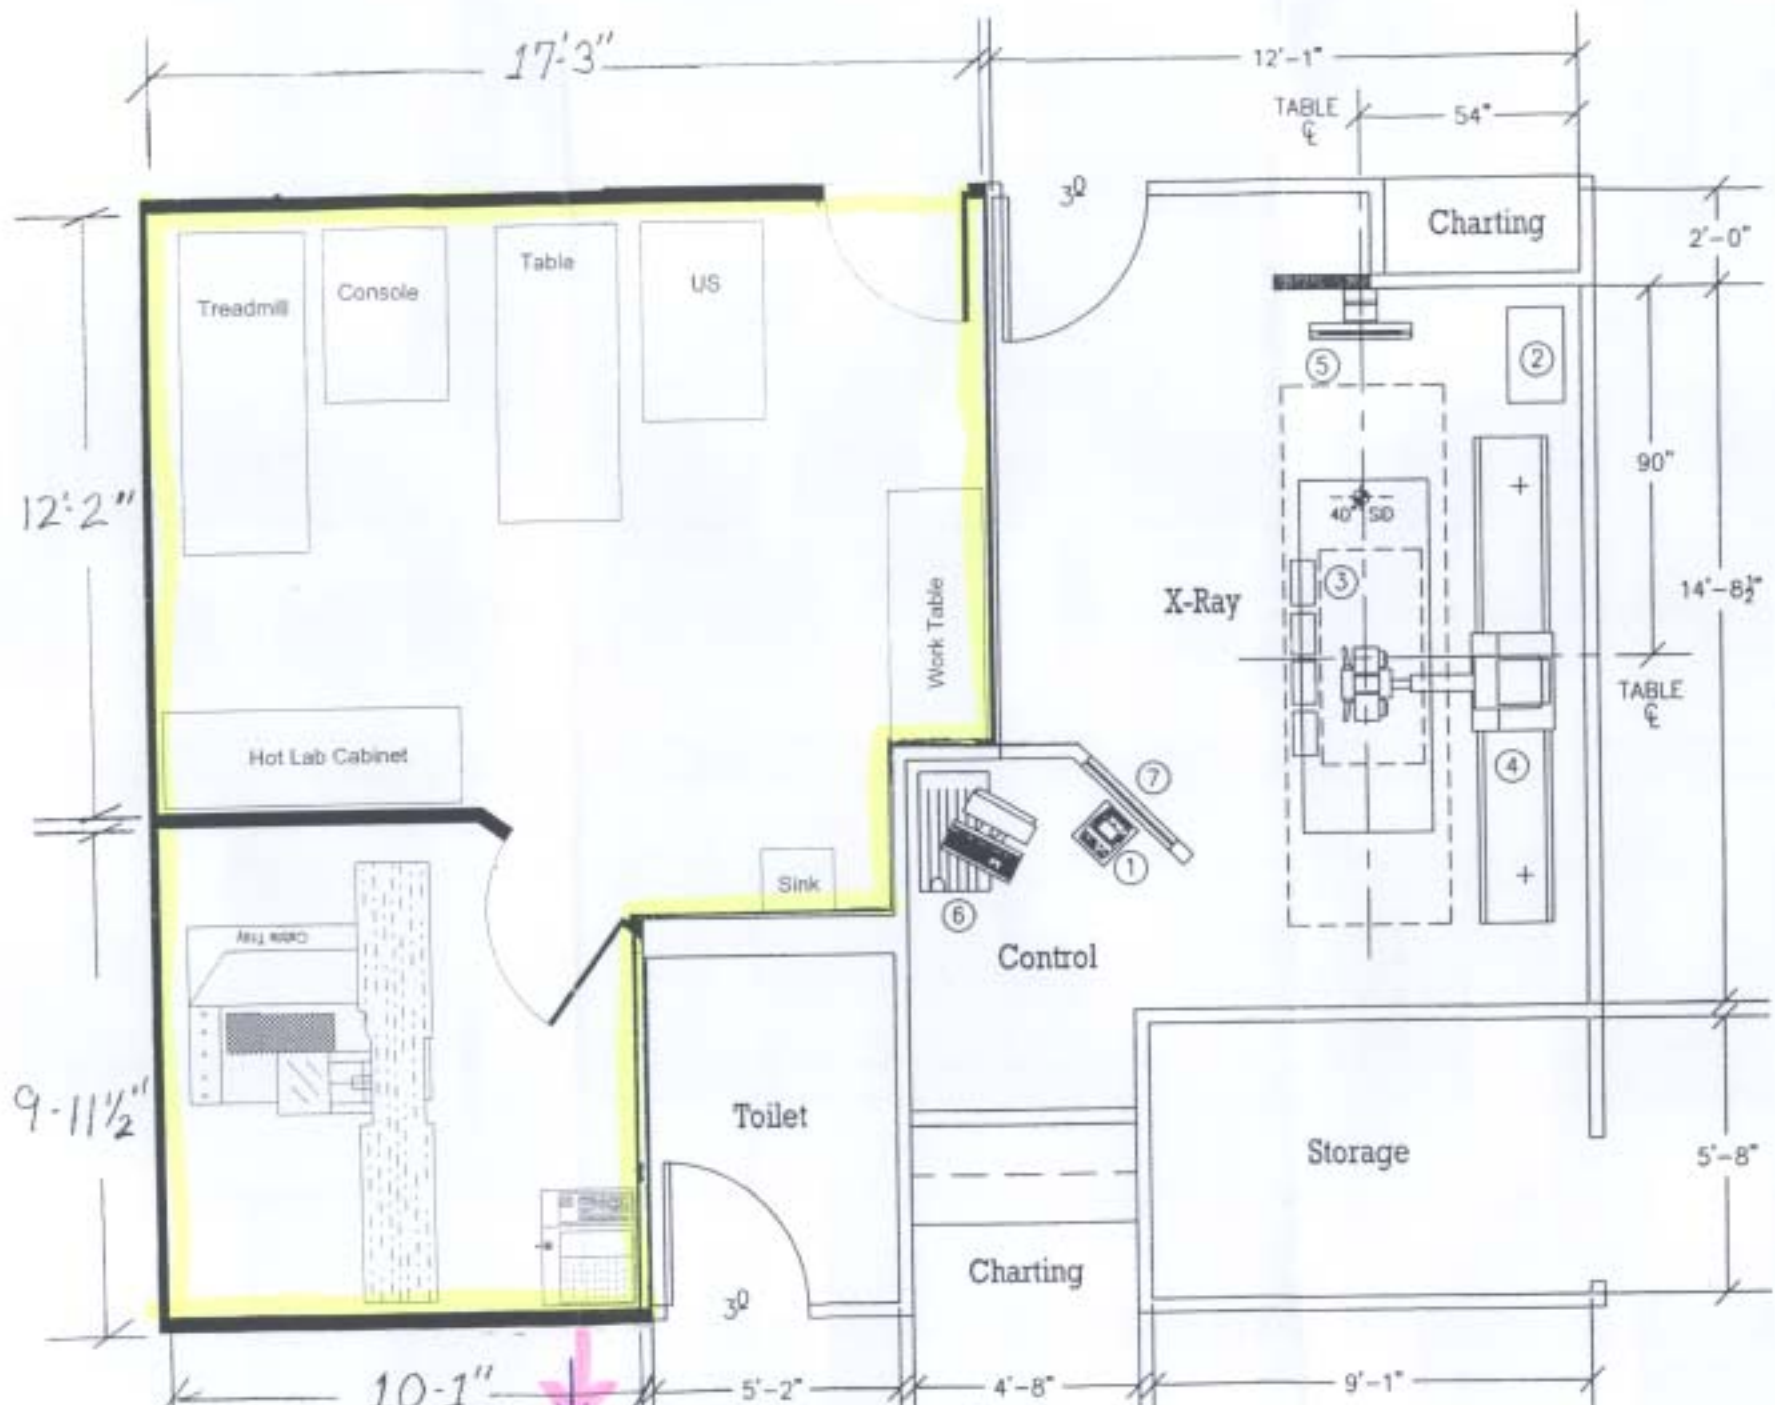 17'-3"
12'-1"
TABLE
℄
54"
3⁰
Charting
2'-0"
Treadmill
Console
Table
US
⑤
②
90"
12'-2"
40" SID
X-Ray
③
14'-8½"
Work Table
TABLE
℄
Hot Lab Cabinet
⑦
④
①
Sink
⑥
Cable Tray
Control
9-11½"
Toilet
Storage
5'-8"
Charting
3⁰
10-1"
5'-2"
4'-8"
9'-1"